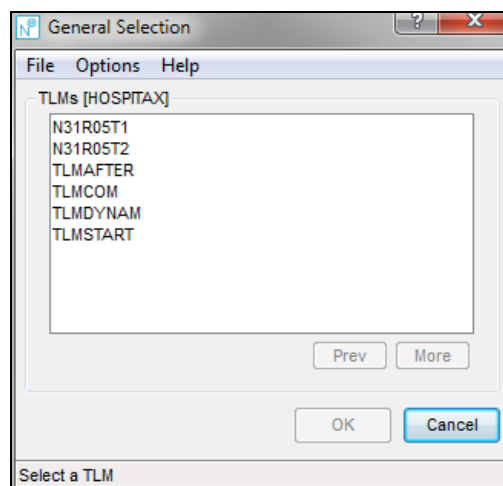 General Selection
File Options Help
TLMs [HOSPITAX]
N31R05T1
N31R05T2
TLMAFTER
TLMCOM
TLMDYNAM
TLMSTART
Prev More
OK Cancel
Select a TLM